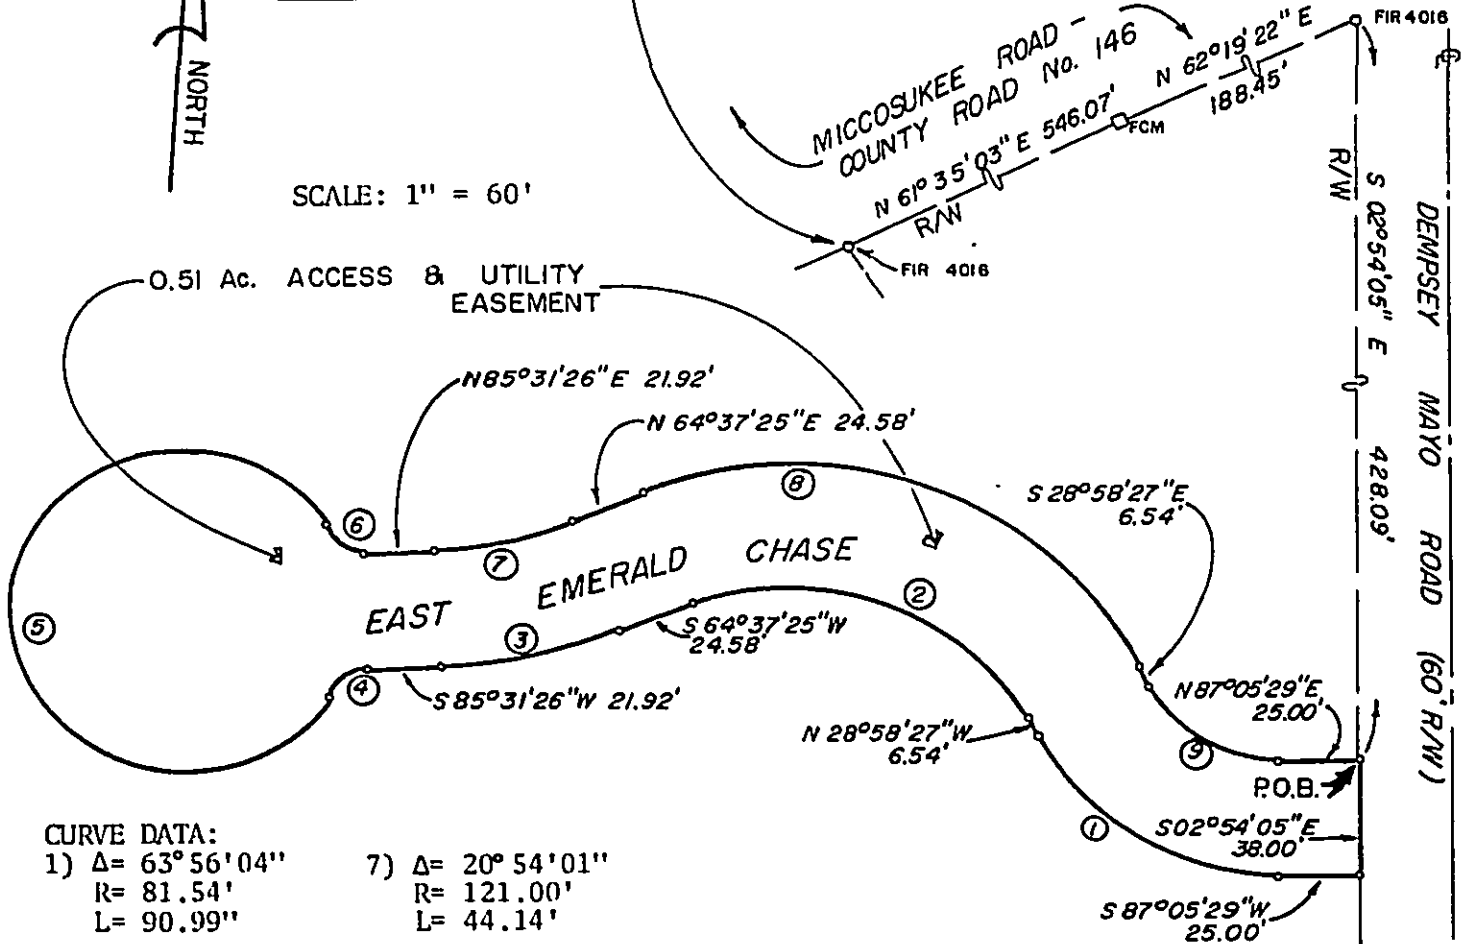 NORTH
SCALE: 1" = 60'
MICCOSUKEE ROAD -
COUNTY ROAD No. 146
N 62°19'22" E
188.45'
FIR 4016
N 61°35'03" E 546.07'
R/W
FCM
FIR 4016
R/W
S 02°54'05" E 428.09'
DEMPSEY MAYO ROAD (60' R/W)
0.51 Ac. ACCESS & UTILITY
EASEMENT
N85°31'26"E 21.92'
N 64°37'25"E 24.58'
S 28°58'27"E
6.54'
8
6
7
EAST EMERALD CHASE
2
5
3
S 64°37'25"W
24.58'
4
S 85°31'26"W 21.92'
N87°05'29"E
25.00'
N 28°58'27"W
6.54'
9
P.O.B.
1
S02°54'05"E
38.00'
S 87°05'29"W
25.00'
CURVE DATA:
1) Δ= 63°56'04"
R= 81.54'
L= 90.99"
7) Δ= 20°54'01"
R= 121.00'
L= 44.14'